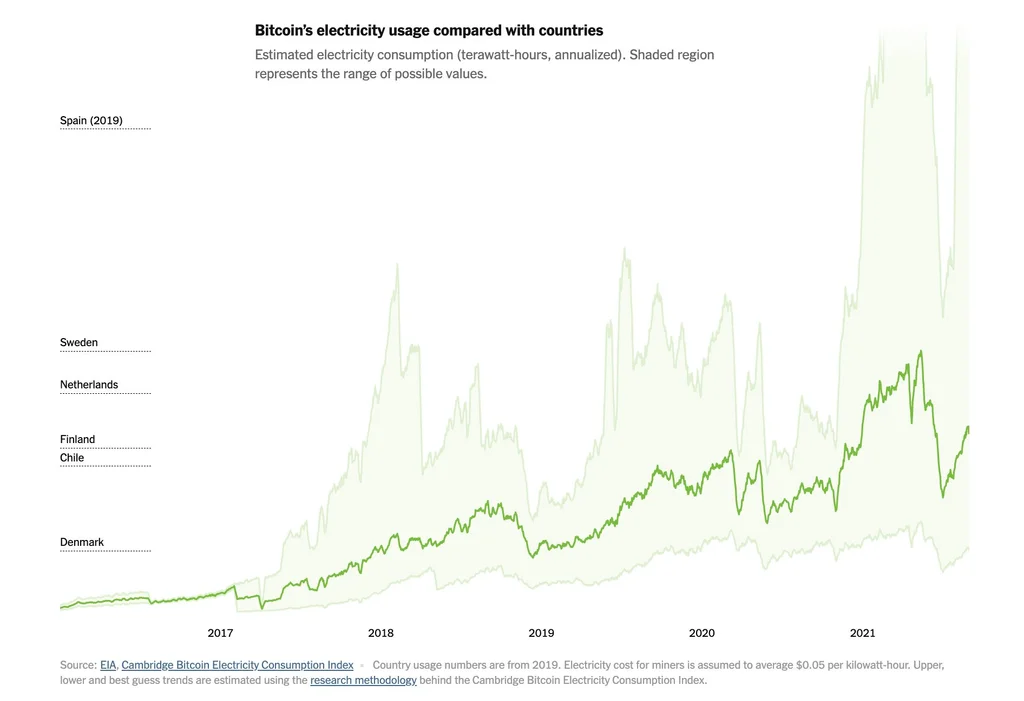 Bitcoin's electricity usage compared with countries
Estimated electricity consumption (terawatt-hours, annualized). Shaded region
represents the range of possible values.
Spain (2019)
Sweden
Netherlands
Finland
Chile
Denmark
2017 2018 2019 2020 2021
Source: EIA, Cambridge Bitcoin Electricity Consumption Index • Country usage numbers are from 2019. Electricity cost for miners is assumed to average $0.05 per kilowatt-hour. Upper,
lower and best guess trends are estimated using the research methodology behind the Cambridge Bitcoin Electricity Consumption Index.